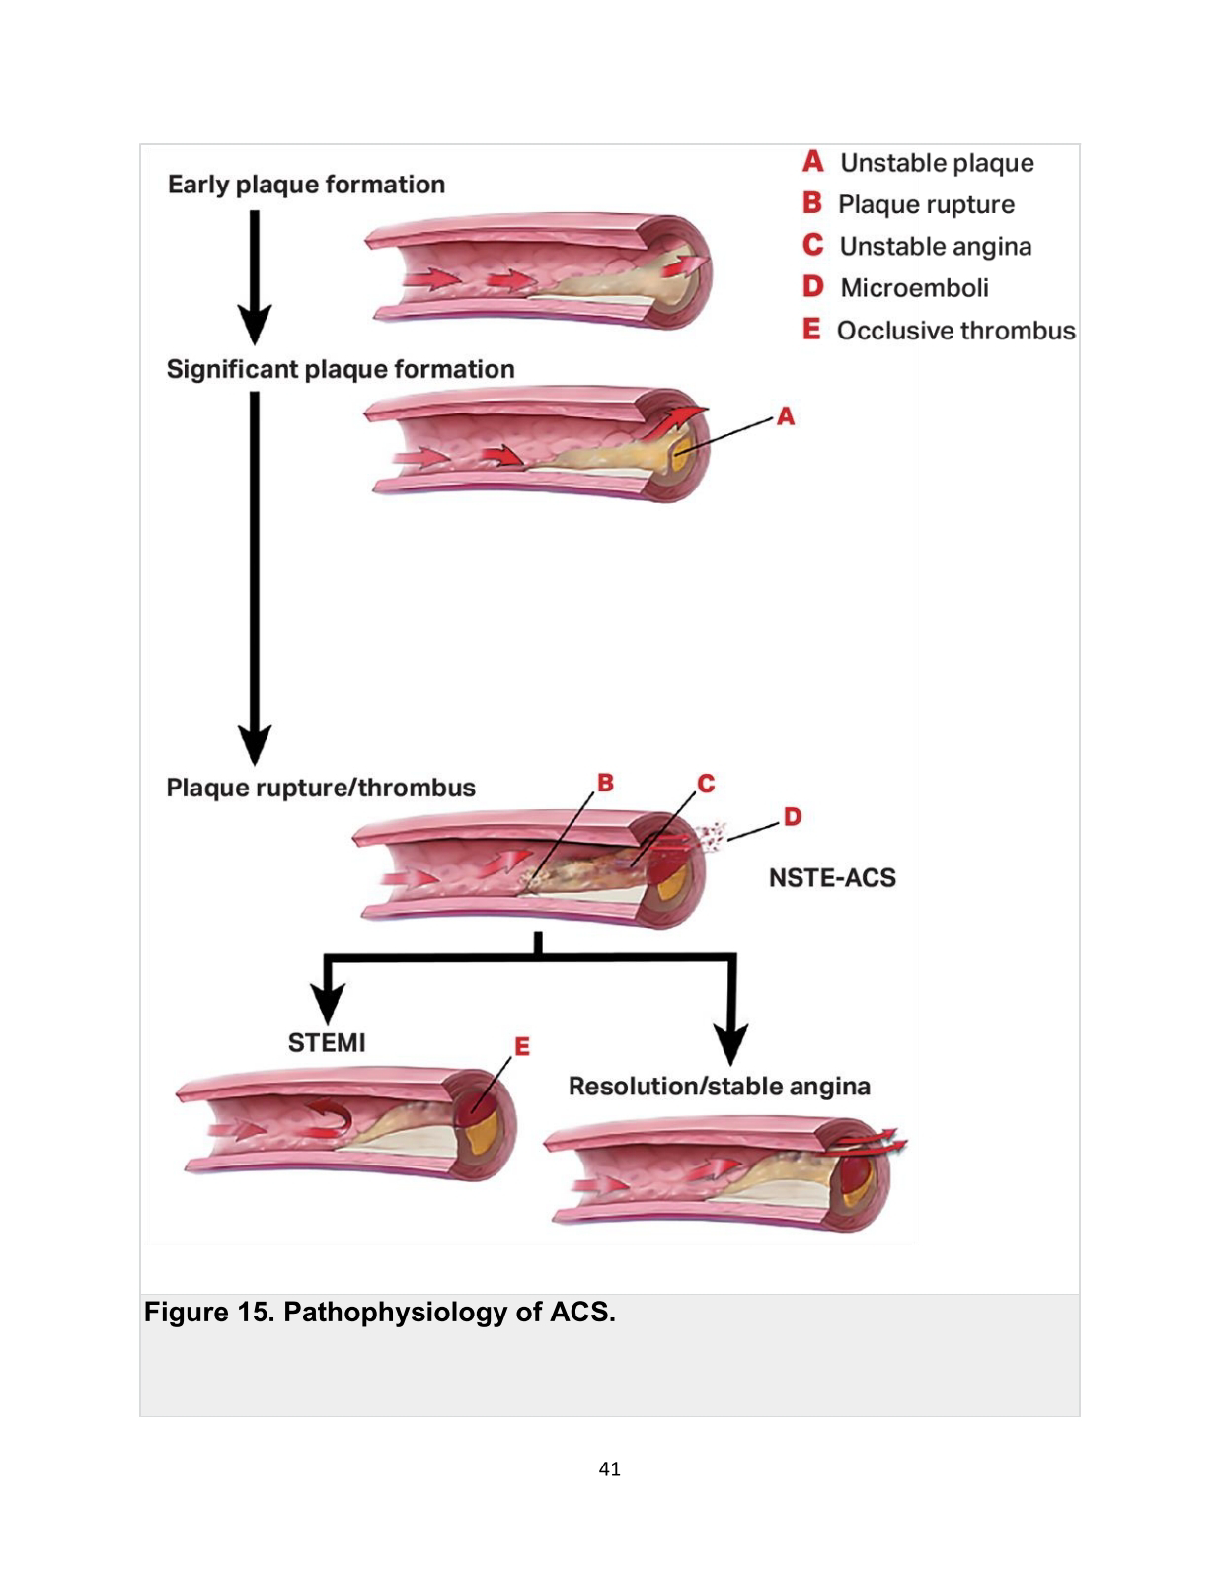 Early plaque formation
A Unstable plaque
B Plaque rupture
C Unstable angina
D Microemboli
E Occlusive thrombus
Significant plaque formation
A
Plaque rupture/thrombus
B
C
D
NSTE-ACS
STEMI
E
Resolution/stable angina
Figure 15. Pathophysiology of ACS.
41